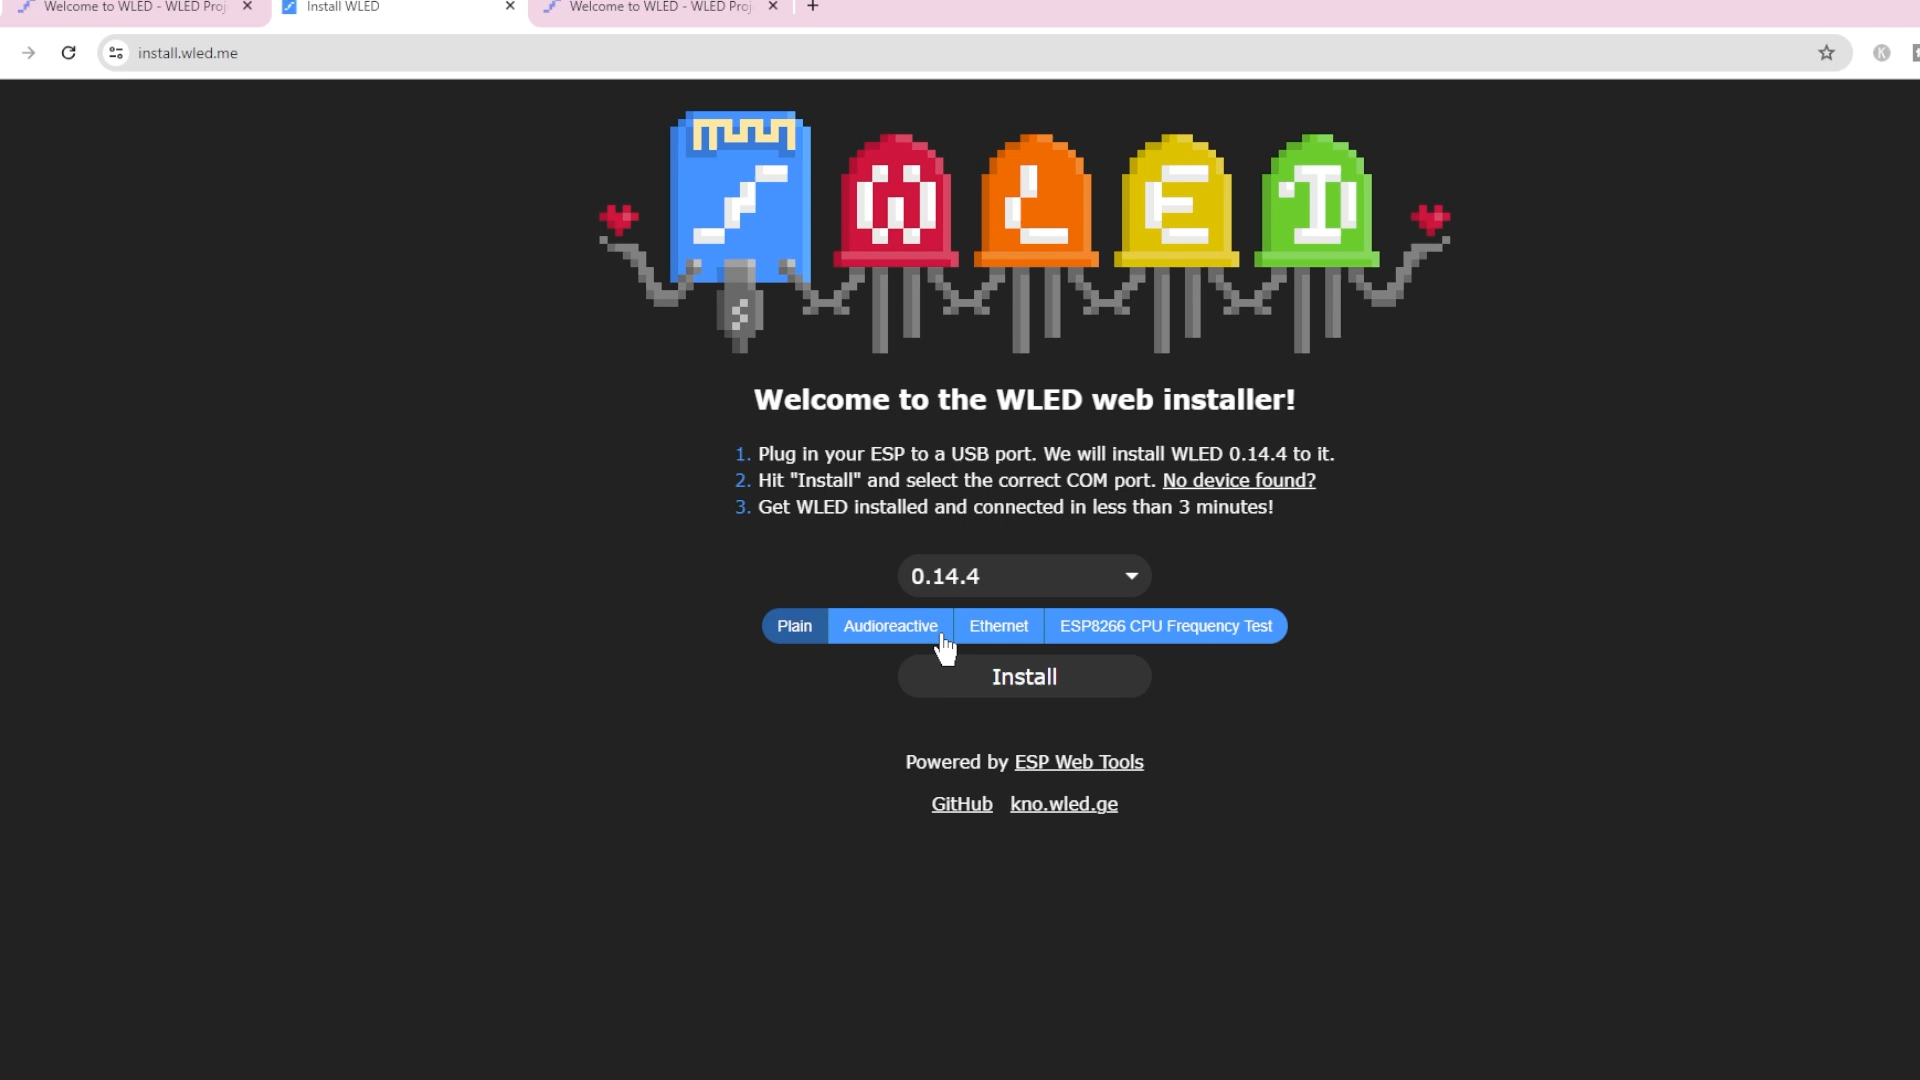 Welcome to WLED - WLED Proj
Install WLED
Welcome to WLED - WLED Proj
install.wled.me
K
WLED
Welcome to the WLED web installer!
1. Plug in your ESP to a USB port. We will install WLED 0.14.4 to it.
2. Hit "Install" and select the correct COM port. No device found?
3. Get WLED installed and connected in less than 3 minutes!
0.14.4
Plain Audioreactive Ethernet ESP8266 CPU Frequency Test
Install
Powered by ESP Web Tools
GitHub kno.wled.ge